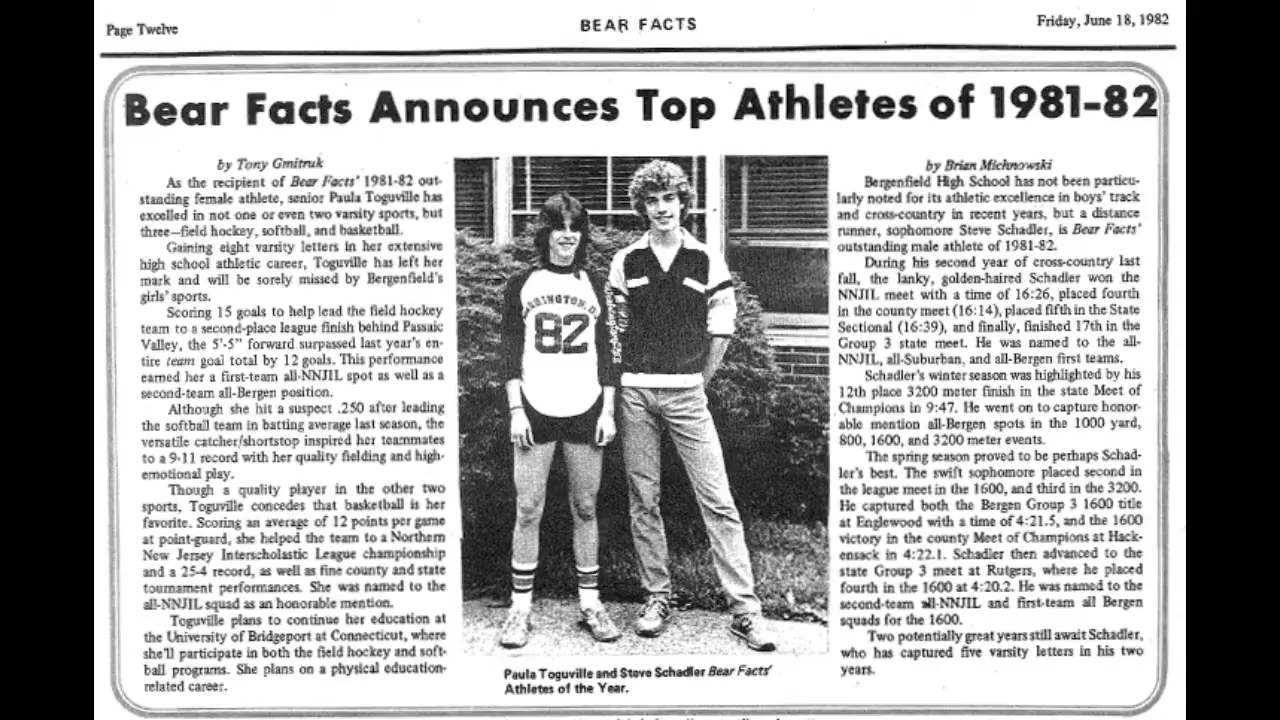 Page Twelve
BEAR FACTS
Friday, June 18, 1982
Bear Facts Announces Top Athletes of 1981-82
by Tony Gmitruk
As the recipient of Bear Facts' 1981-82 out-
standing female athlete, senior Paula Toguville has
excelled in not one or even two varsity sports, but
three—field hockey, softball, and basketball.
Gaining eight varsity letters in her extensive
high school athletic career, Toguville has left her
mark and will be sorely missed by Bergenfield's
girls' sports.
Scoring 15 goals to help lead the field hockey
team to a second-place league finish behind Passaic
Valley, the 5'-5" forward surpassed last year's en-
tire team goal total by 12 goals. This performance
earned her a first-team all-NNJIL spot as well as a
second-team all-Bergen position.
Although she hit a suspect .250 after leading
the softball team in batting average last season, the
versatile catcher/shortstop inspired her teammates
to a 9-11 record with her quality fielding and high-
emotional play.
Though a quality player in the other two
sports, Toguville concedes that basketball is her
favorite. Scoring an average of 12 points per game
at point-guard, she helped the team to a Northern
New Jersey Interscholastic League championship
and a 25-4 record, as well as fine county and state
tournament performances. She was named to the
all-NNJIL squad as an honorable mention.
Toguville plans to continue her education at
the University of Bridgeport at Connecticut, where
she'll participate in both the field hockey and soft-
ball programs. She plans on a physical education-
related career.
82
Paula Toguville and Steve Schadler Bear Facts'
Athletes of the Year.
by Brian Michnowski
Bergenfield High School has not been particu-
larly noted for its athletic excellence in boys' track
and cross-country in recent years, but a distance
runner, sophomore Steve Schadler, is Bear Facts'
outstanding male athlete of 1981-82.
During his second year of cross-country last
fall, the lanky, golden-haired Schadler won the
NNJIL meet with a time of 16:26, placed fourth
in the county meet (16:14), placed fifth in the State
Sectional (16:39), and finally, finished 17th in the
Group 3 state meet. He was named to the all-
NNJIL, all-Suburban, and all-Bergen first teams.
Schadler's winter season was highlighted by his
12th place 3200 meter finish in the state Meet of
Champions in 9:47. He went on to capture honor-
able mention all-Bergen spots in the 1000 yard,
800, 1600, and 3200 meter events.
The spring season proved to be perhaps Schad-
ler's best. The swift sophomore placed second in
the league meet in the 1600, and third in the 3200.
He captured both the Bergen Group 3 1600 title
at Englewood with a time of 4:21.5, and the 1600
victory in the county Meet of Champions at Hack-
ensack in 4:22.1. Schadler then advanced to the
state Group 3 meet at Rutgers, where he placed
fourth in the 1600 at 4:20.2. He was named to the
second-team all-NNJIL and first-team all Bergen
squads for the 1600.
Two potentially great years still await Schadler,
who has captured five varsity letters in his two
years.